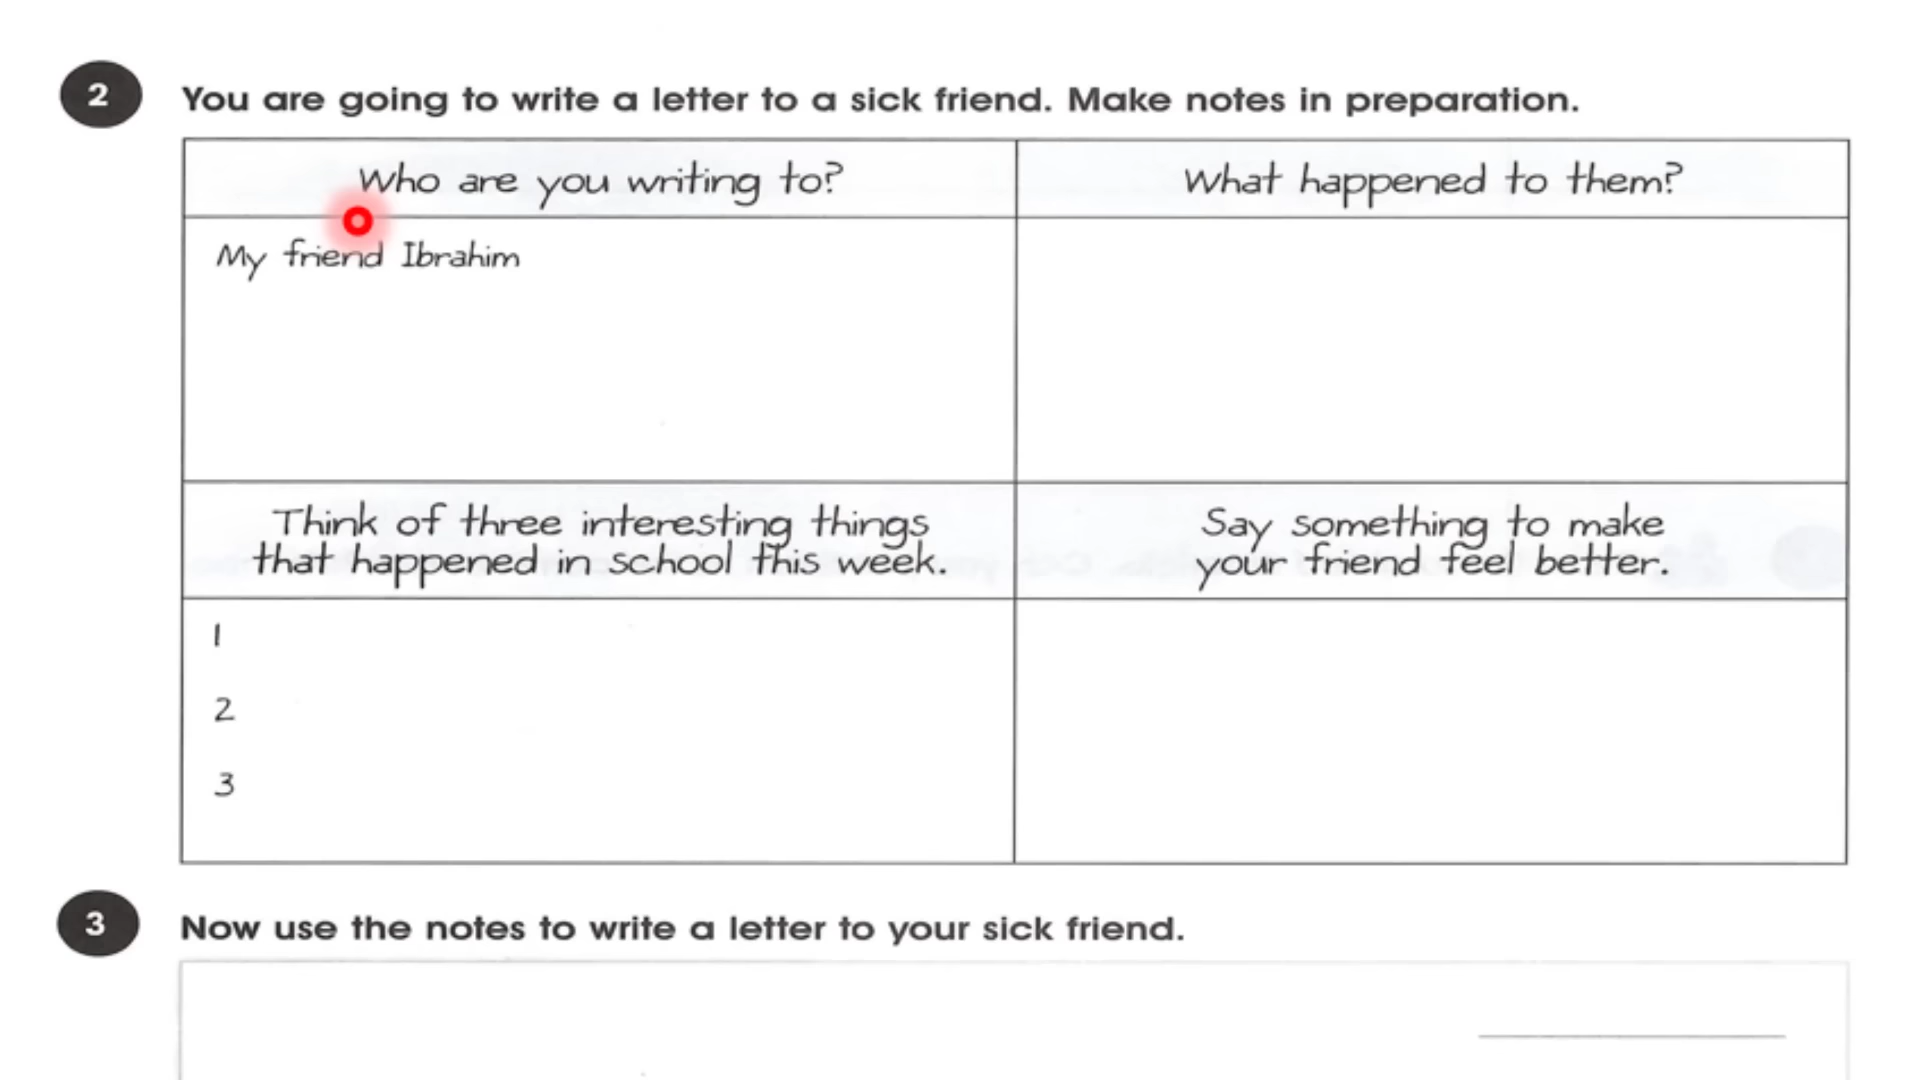 2 You are going to write a letter to a sick friend. Make notes in preparation.
Who are you writing to?
What happened to them?
My friend Ibrahim
Think of three interesting things
that happened in school this week.
Say something to make
your friend feel better.
1
2
3
3 Now use the notes to write a letter to your sick friend.